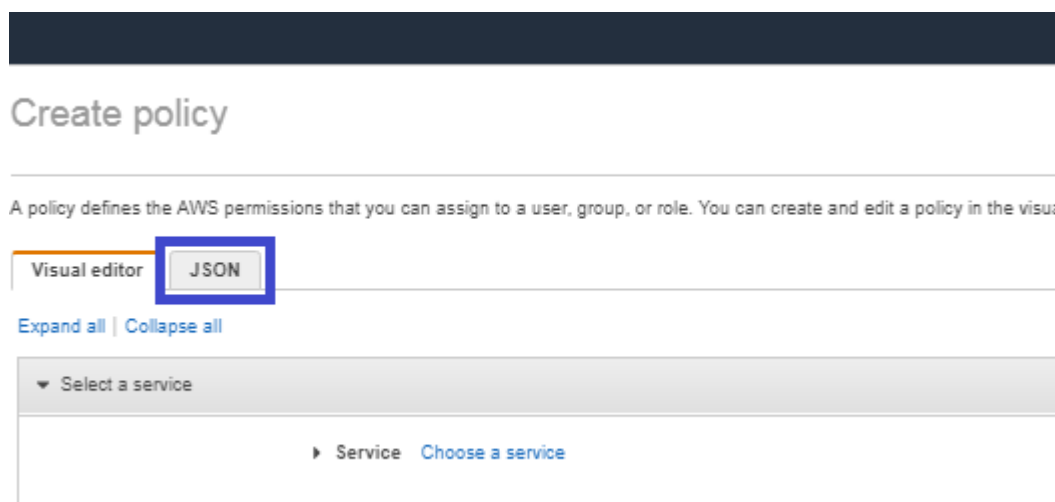 Create policy
A policy defines the AWS permissions that you can assign to a user, group, or role. You can create and edit a policy in the
Visual editor JSON
Expand all | Collapse all
Select a service
Service Choose a service